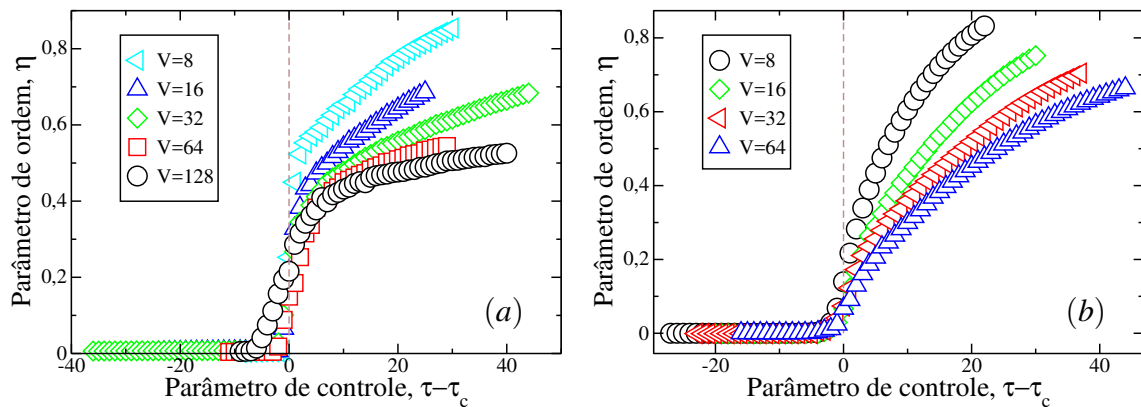 Parâmetro de ordem, η
0,8
0,6
0,4
0,2
0
V=8
V=16
V=32
V=64
V=128
(a)
-40 -20 0 20 40
Parâmetro de controle, τ−τc
Parâmetro de ordem, η
0,8
0,6
0,4
0,2
0
V=8
V=16
V=32
V=64
(b)
-20 0 20 40
Parâmetro de controle, τ−τc